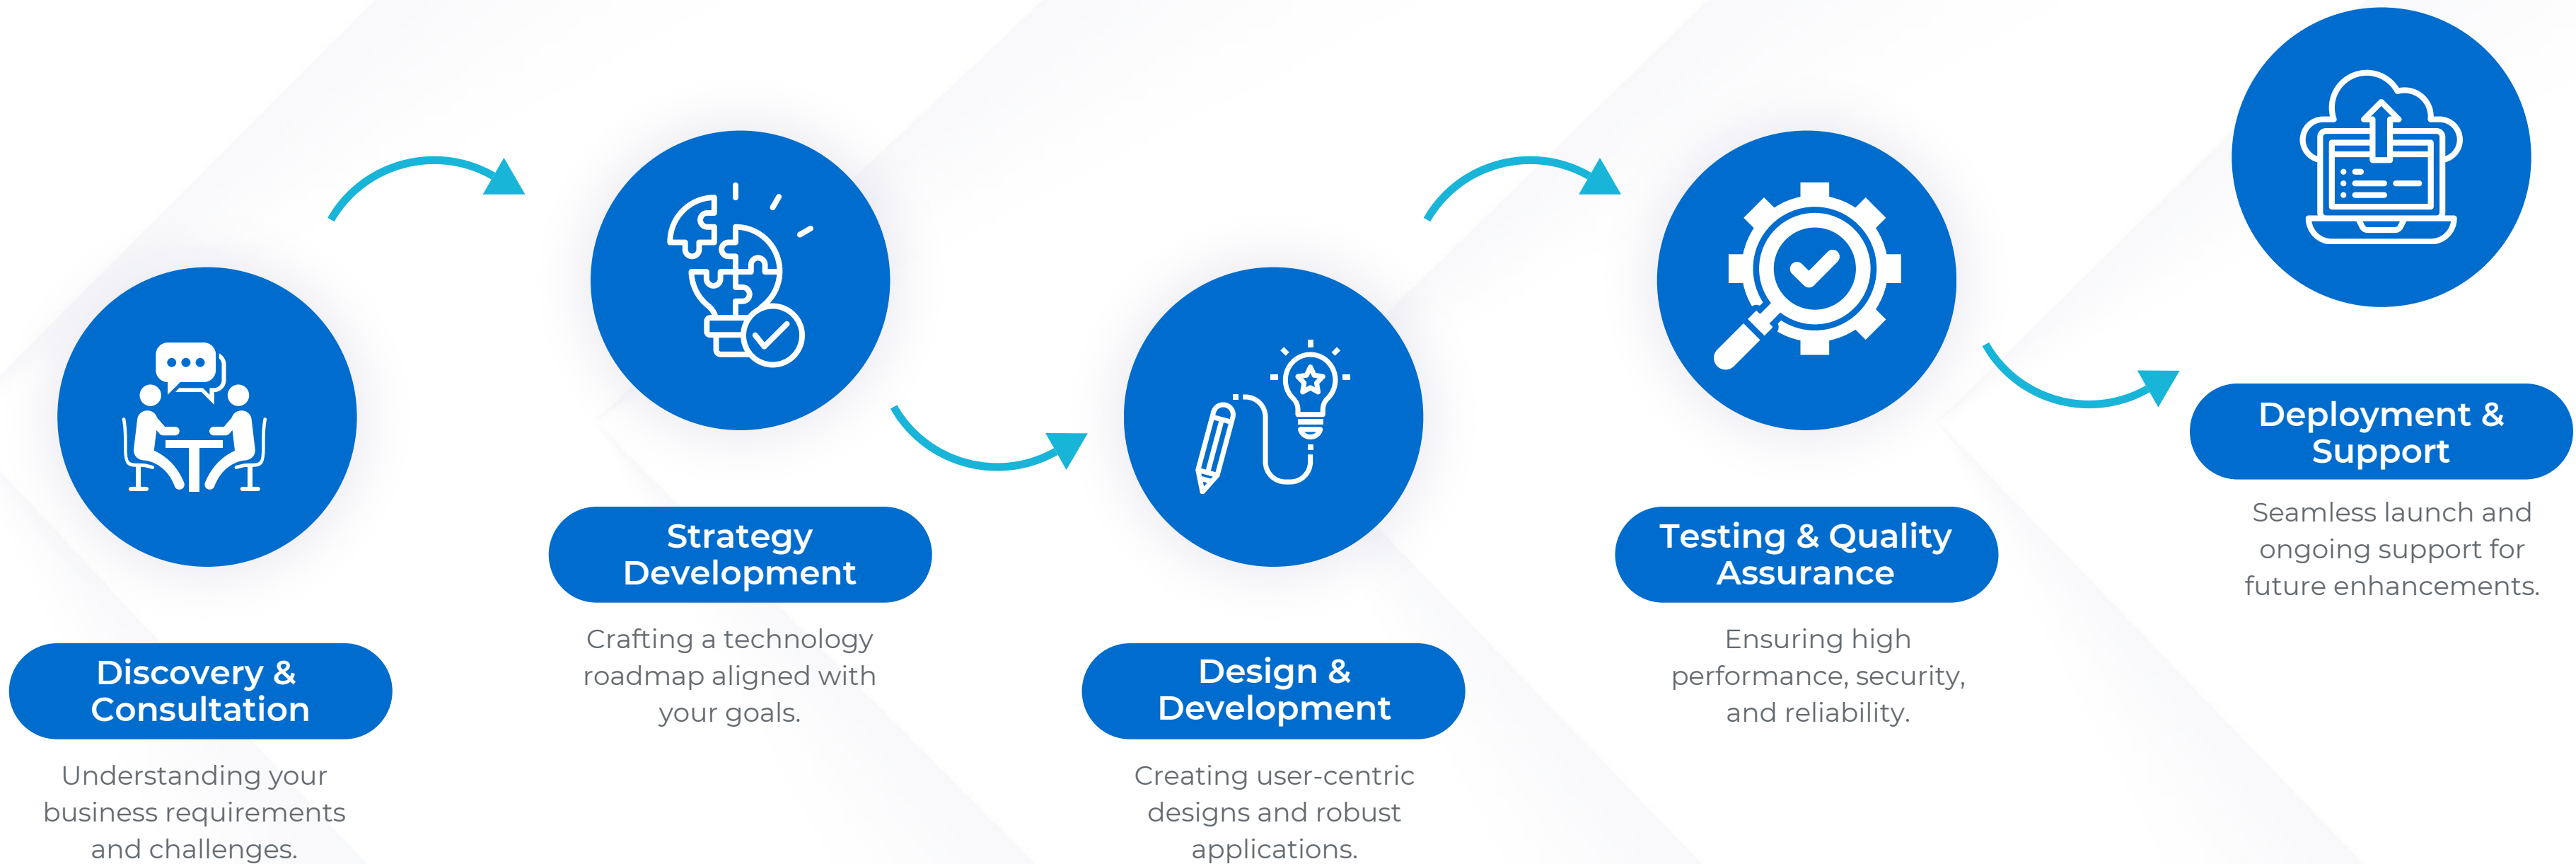 Discovery &
Consultation
Understanding your
business requirements
and challenges.
Strategy
Development
Crafting a technology
roadmap aligned with
your goals.
Design &
Development
Creating user-centric
designs and robust
applications.
Testing & Quality
Assurance
Ensuring high
performance, security,
and reliability.
Deployment &
Support
Seamless launch and
ongoing support for
future enhancements.